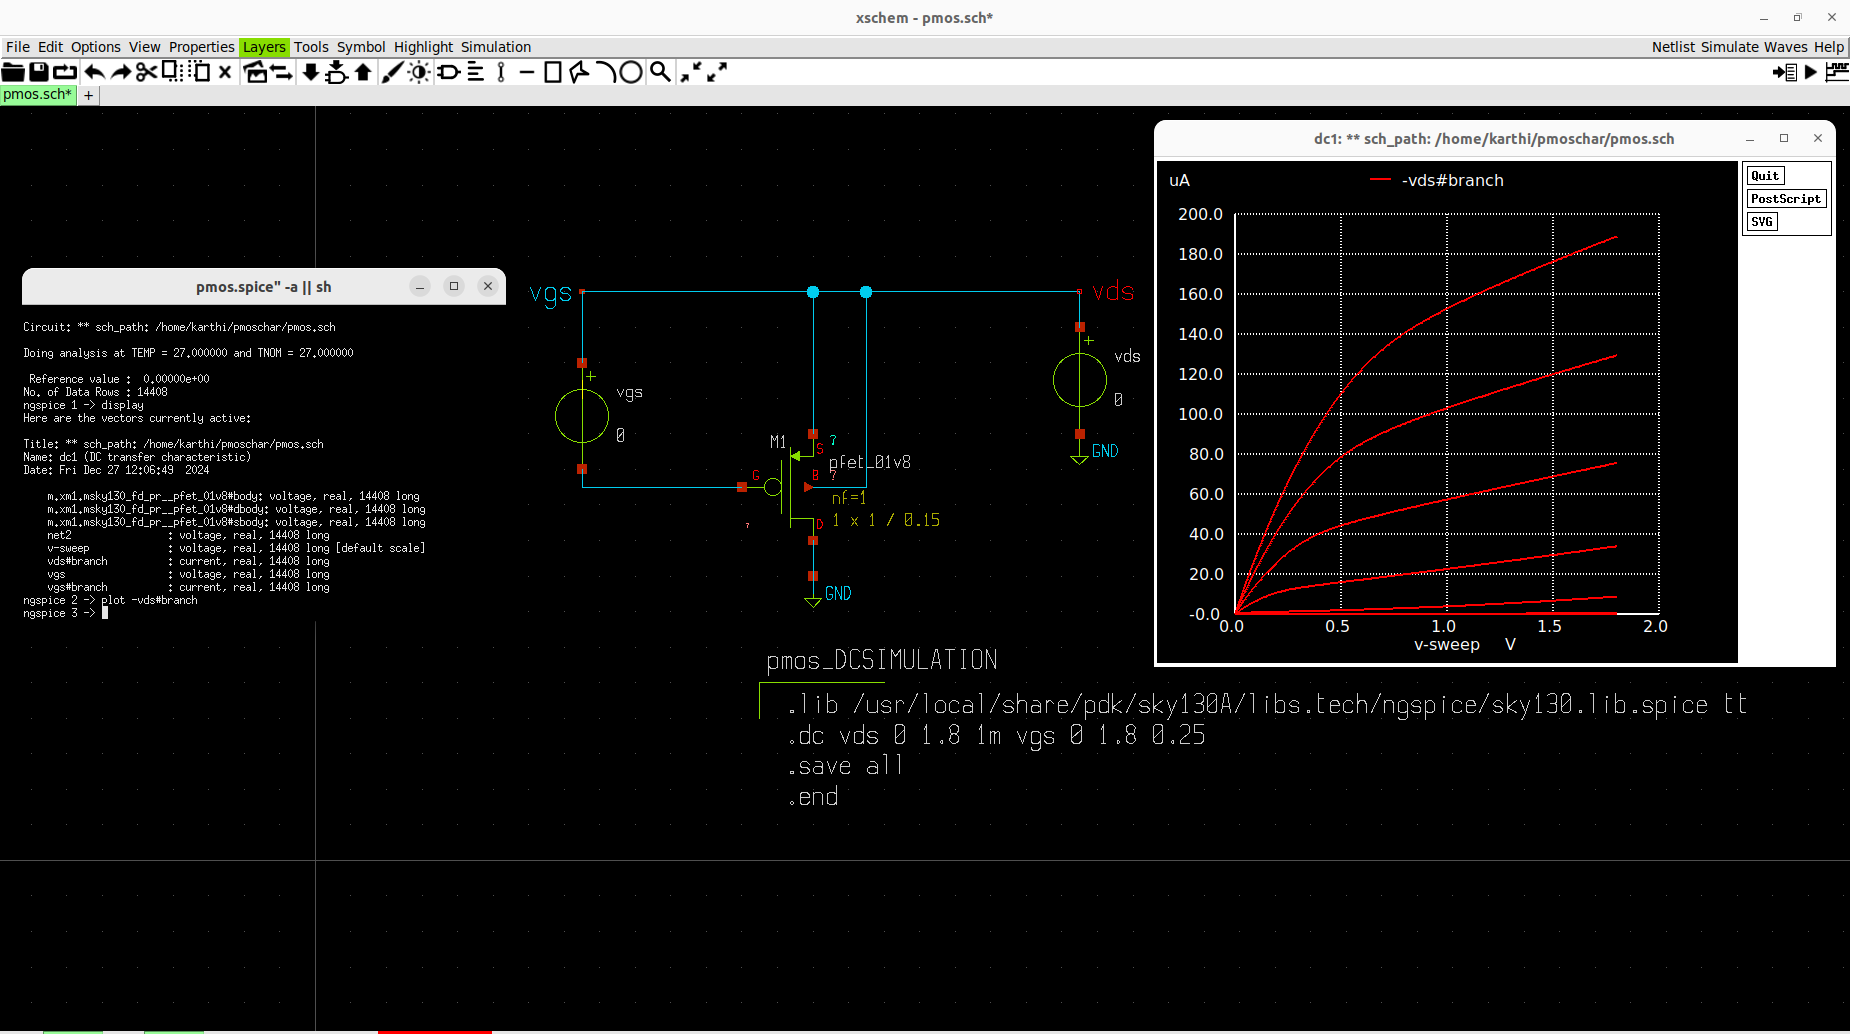 xschem - pmos.sch*
File Edit Options View Properties Layers Tools Symbol Highlight Simulation
Netlist Simulate Waves Help
pmos.sch* +
pmos.spice" -a || sh
Circuit: ** sch_path: /home/karthi/pmoschar/pmos.sch
Doing analysis at TEMP = 27.000000 and TNOM = 27.000000
Reference value : 0.00000e+00
No. of Data Rows : 14408
ngspice 1 -> display
Here are the vectors currently active:
Title: ** sch_path: /home/karthi/pmoschar/pmos.sch
Name: dc1 (DC transfer characteristic)
Date: Fri Dec 27 12:06:49 2024
m.xm1.msky130_fd_pr__pfet_01v8#body: voltage, real, 14408 long
m.xm1.msky130_fd_pr__pfet_01v8#dbody: voltage, real, 14408 long
m.xm1.msky130_fd_pr__pfet_01v8#sbody: voltage, real, 14408 long
net2 : voltage, real, 14408 long
v-sweep : voltage, real, 14408 long [default scale]
vds#branch : current, real, 14408 long
vgs : voltage, real, 14408 long
vgs#branch : current, real, 14408 long
ngspice 2 -> plot -vds#branch
ngspice 3 ->
vgs
vds
+
vgs
0
+
vds
0
GND
M1
S
?
pfet_01v8
G
B
?
nf=1
?
D
1 x 1 / 0.15
GND
pmos_DCSIMULATION
.lib /usr/local/share/pdk/sky130A/libs.tech/ngspice/sky130.lib.spice tt
.dc vds 0 1.8 1m vgs 0 1.8 0.25
.save all
.end
dc1: ** sch_path: /home/karthi/pmoschar/pmos.sch
uA
-vds#branch
Quit
PostScript
SVG
200.0
180.0
160.0
140.0
120.0
100.0
80.0
60.0
40.0
20.0
-0.0
0.0 0.5 1.0 1.5 2.0
v-sweep V